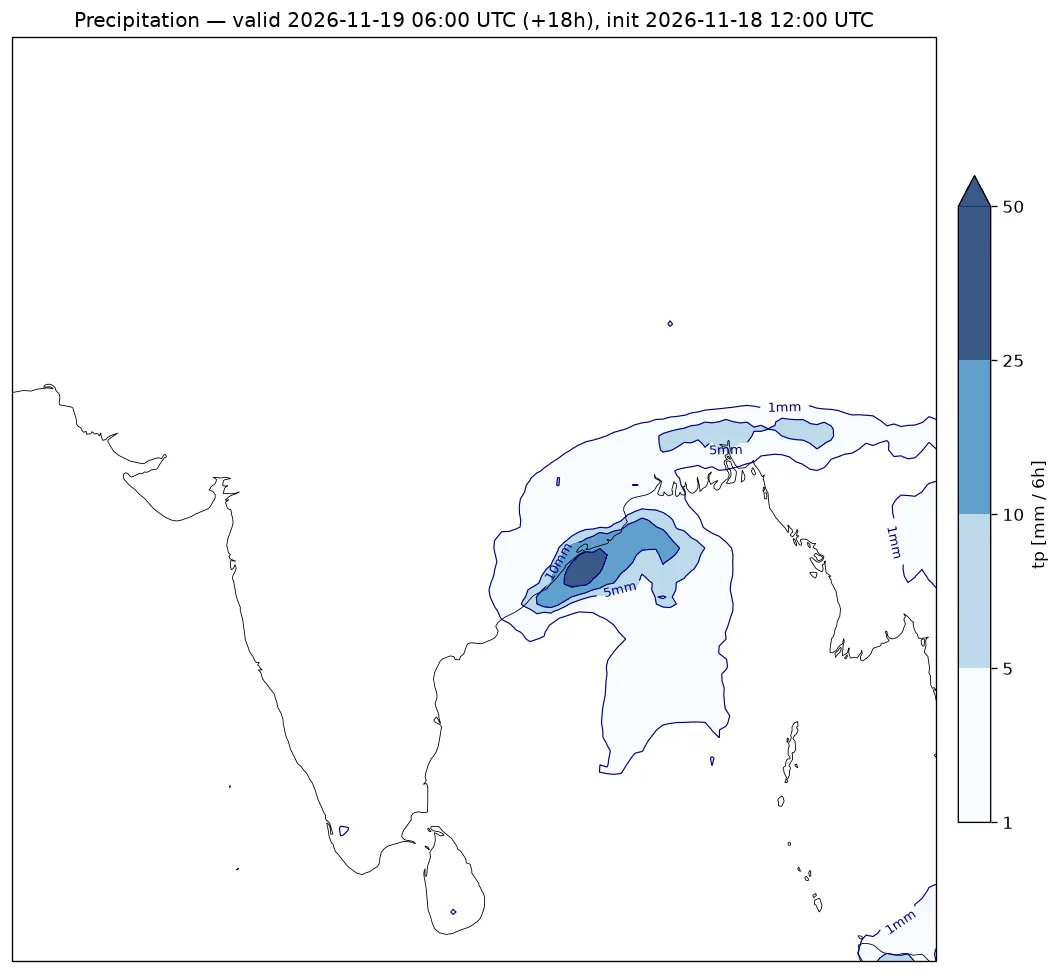 Precipitation — valid 2026-11-19 06:00 UTC (+18h), init 2026-11-18 12:00 UTC
50
25
10
5
1
tp [mm / 6h]
1mm
5mm
1mm
10mm
5mm
1mm